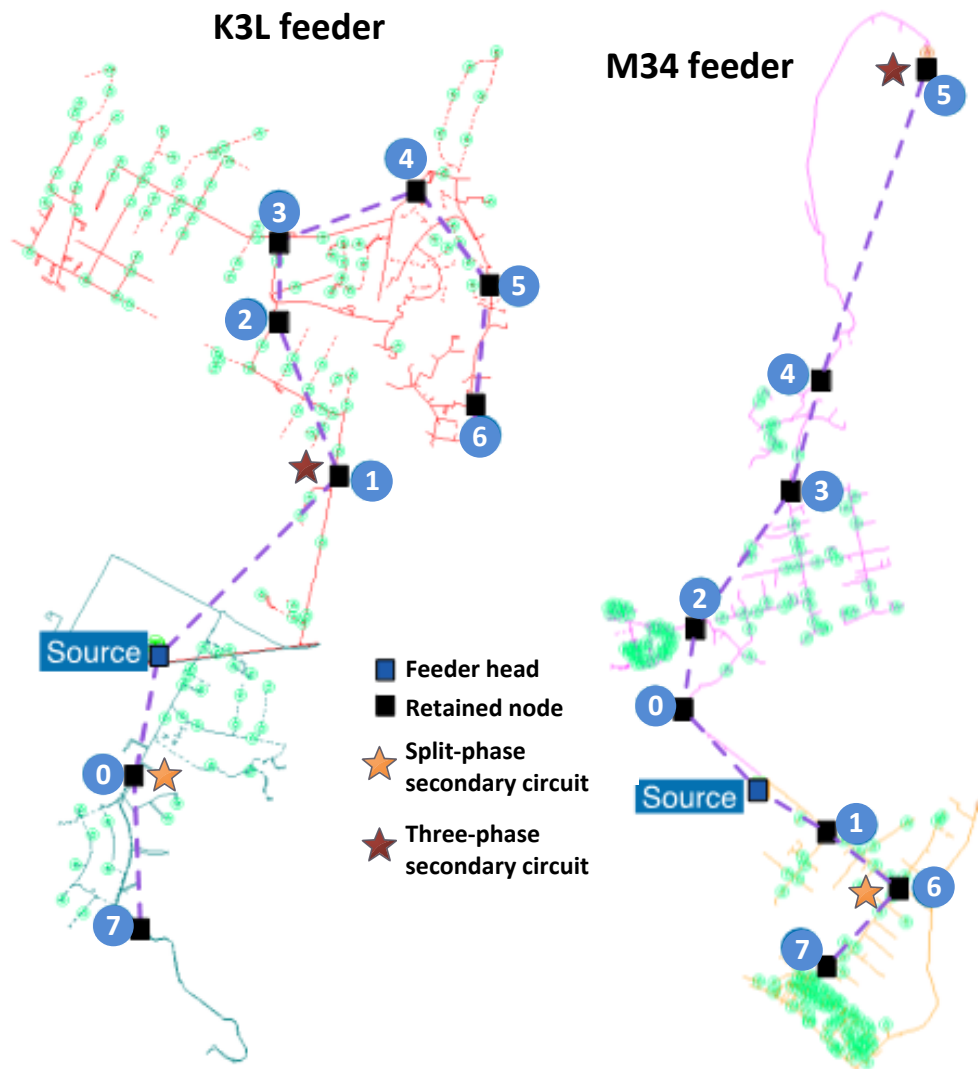 K3L feeder
M34 feeder
5
4
3
5
2
4
6
1
3
2
Source
Feeder head
Retained node
0
0
Split-phase
secondary circuit
Source
1
Three-phase
secondary circuit
6
7
7